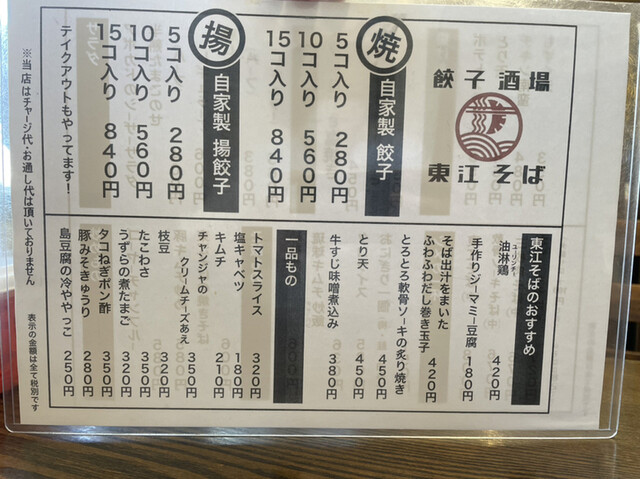 餃子酒場
東江そば
焼
自家製 餃子
5コ入り 280円
10コ入り 560円
15コ入り 840円
揚
自家製 揚餃子
5コ入り 280円
10コ入り 560円
15コ入り 840円
テイクアウトもやってます！
※当店はチャージ代・お通し代は頂いておりません
東江そばのおすすめ
ユーリンチー
油淋鶏 420円
手作りジーマミー豆腐 180円
そば出汁をまいた
ふわふわだし巻き玉子 420円
とろとろ軟骨ソーキの炙り焼き 450円
とり天 450円
牛すじ味噌煮込み 380円
一品もの
トマトスライス 320円
塩キャベツ 180円
キムチ 210円
チャンジャの
クリームチーズあえ 350円
枝豆 320円
たこわさ 350円
うずらの煮たまご 320円
タコねぎポン酢 350円
豚みそきゅうり 280円
島豆腐の冷ややっこ 250円
表示の金額は全て税別です